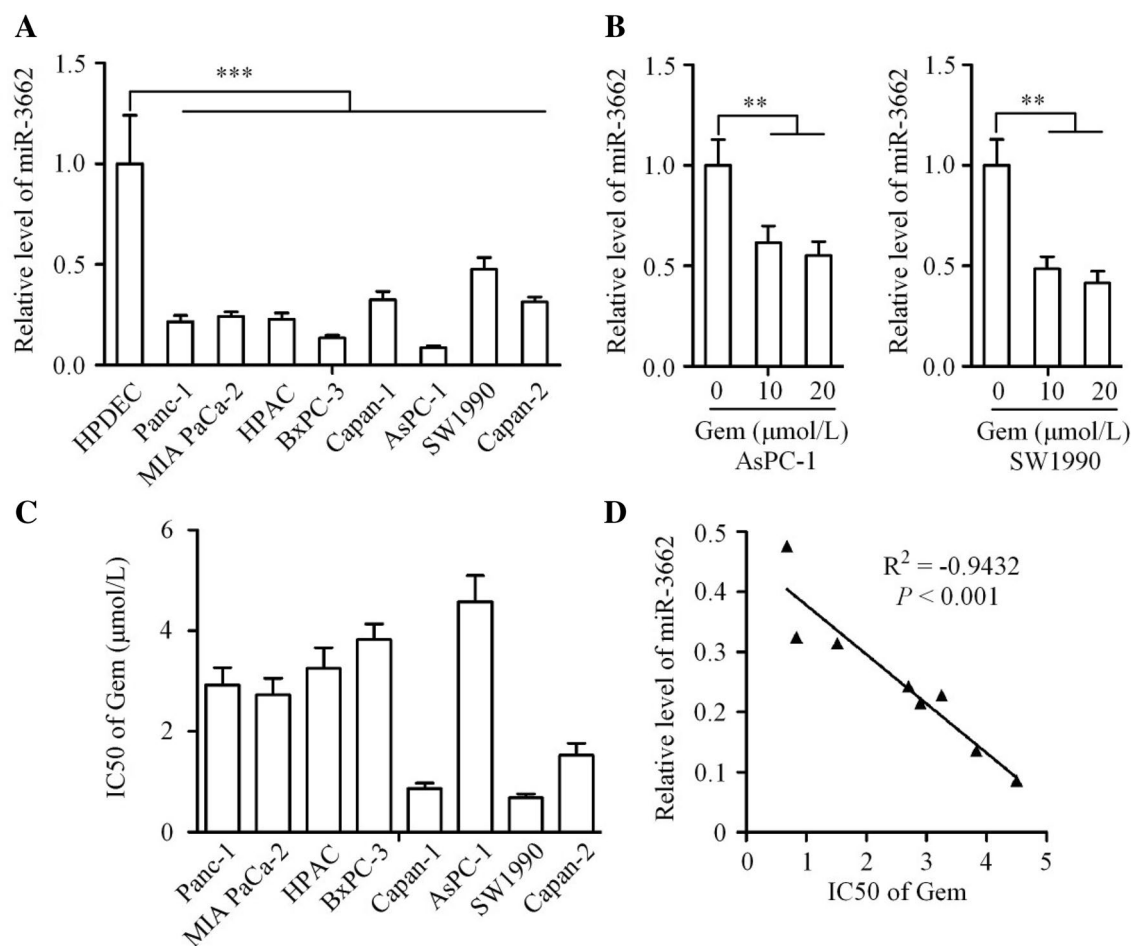 A
Relative level of miR-3662
1.5
1.0
0.5
0.0
***
HPDEC
Panc-1
MIA PaCa-2
HPAC
BxPC-3
Capan-1
AsPC-1
SW1990
Capan-2
B
Relative level of miR-3662
1.5
1.0
0.5
0.0
**
0 10 20
Gem (μmol/L)
AsPC-1
Relative level of miR-3662
1.5
1.0
0.5
0.0
**
0 10 20
Gem (μmol/L)
SW1990
C
IC50 of Gem (μmol/L)
6
4
2
0
Panc-1
MIA PaCa-2
HPAC
BxPC-3
Capan-1
AsPC-1
SW1990
Capan-2
D
Relative level of miR-3662
0.5
0.4
0.3
0.2
0.1
0
R² = -0.9432
P < 0.001
0 1 2 3 4 5
IC50 of Gem